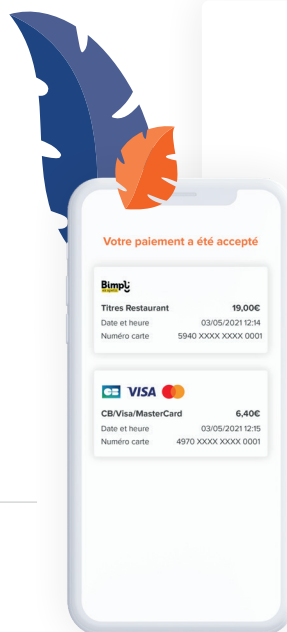 Votre paiement a été accepté
Bimpli
Titres Restaurant 19,00€
Date et heure 03/05/2021 12:14
Numéro carte 5940 XXXX XXXX 0001
CB VISA
CB/Visa/MasterCard 6,40€
Date et heure 03/05/2021 12:15
Numéro carte 4970 XXXX XXXX 0001